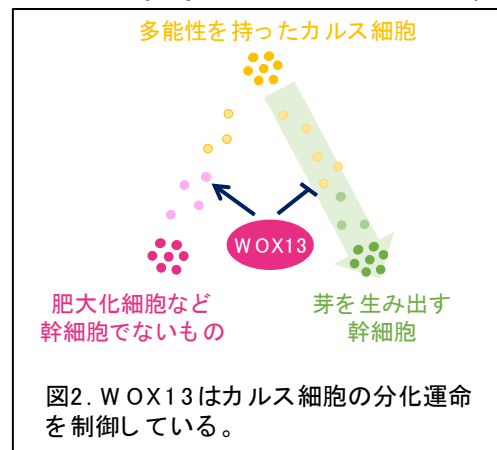 多能性を持ったカルス細胞
WOX13
肥大化細胞など
幹細胞でないもの
芽を生み出す
幹細胞
図2. WOX13はカルス細胞の分化運命
を制御している。